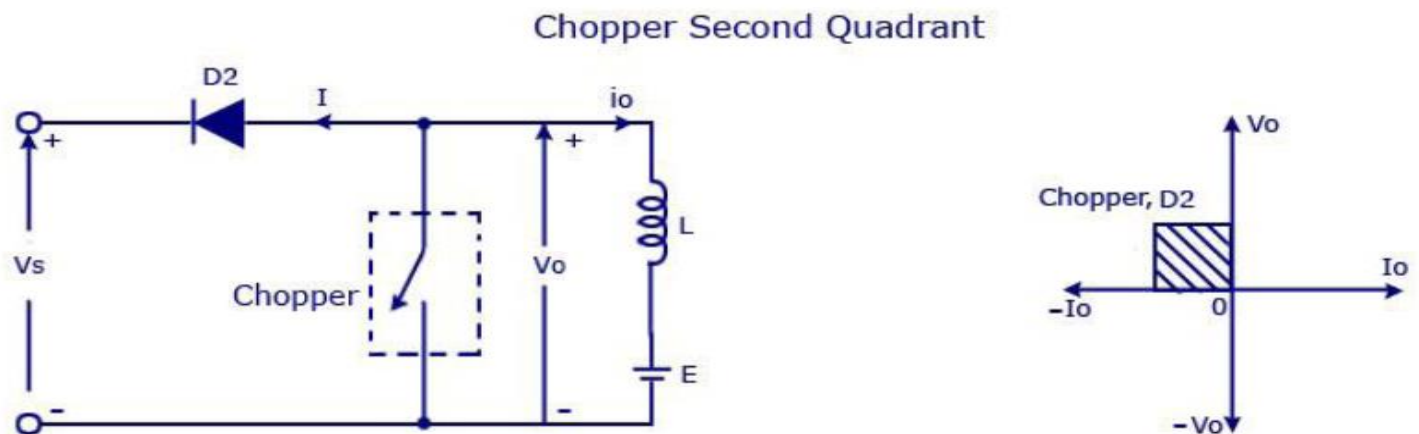 Chopper Second Quadrant
D2
I
io
+
+
Vs
Chopper
Vo
L
E
-
-
Vo
Chopper, D2
Io
-Io
0
-Vo